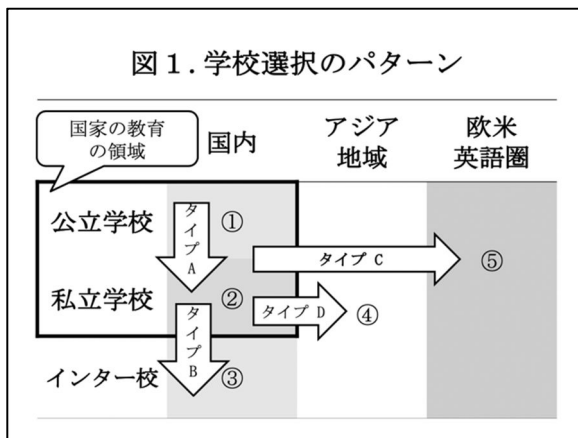 図1.学校選択のパターン
国家の教育
の領域
国内
アジア
地域
欧米
英語圏
公立学校
タイプA
①
タイプ C
⑤
私立学校
②
タイプB
タイプ D
④
インター校
③